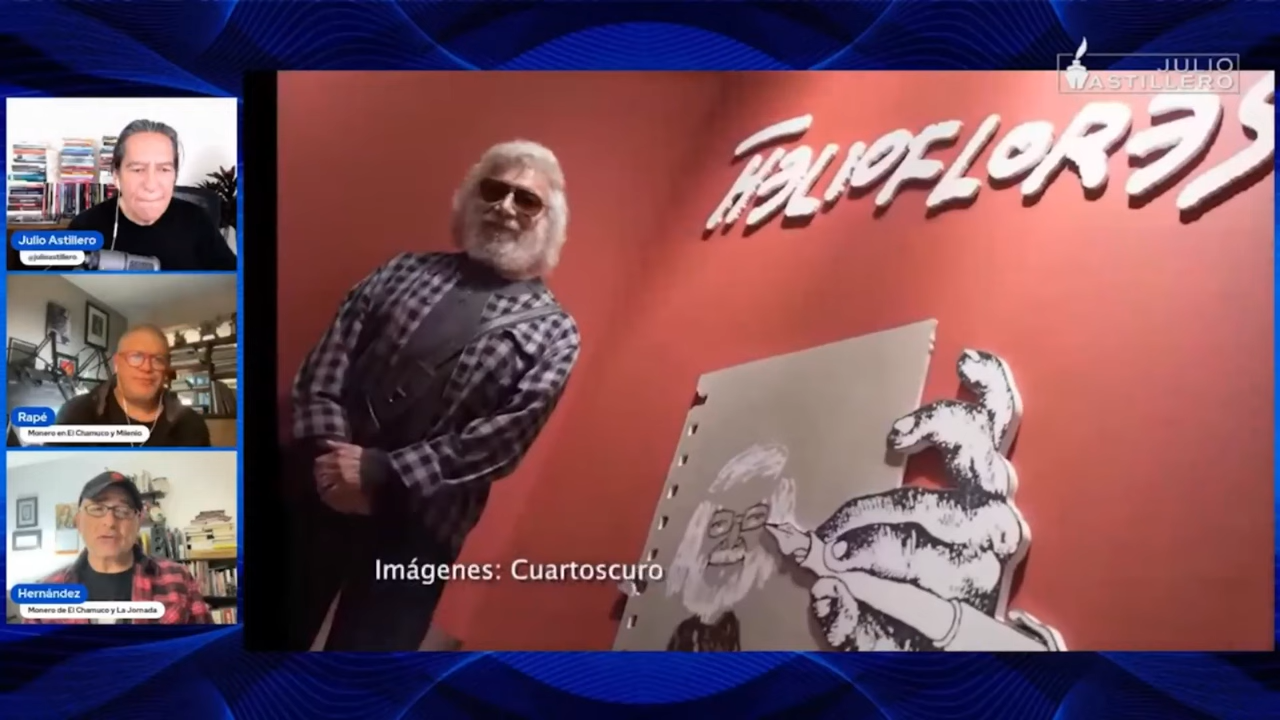 JULIO
ASTILLERO
HELIOFLORES
Julio Astillero
@julioastillero
Rapé
Monero en El Chamuco y Milenio
Hernández
Monero de El Chamuco y La Jornada
Imágenes: Cuartoscuro